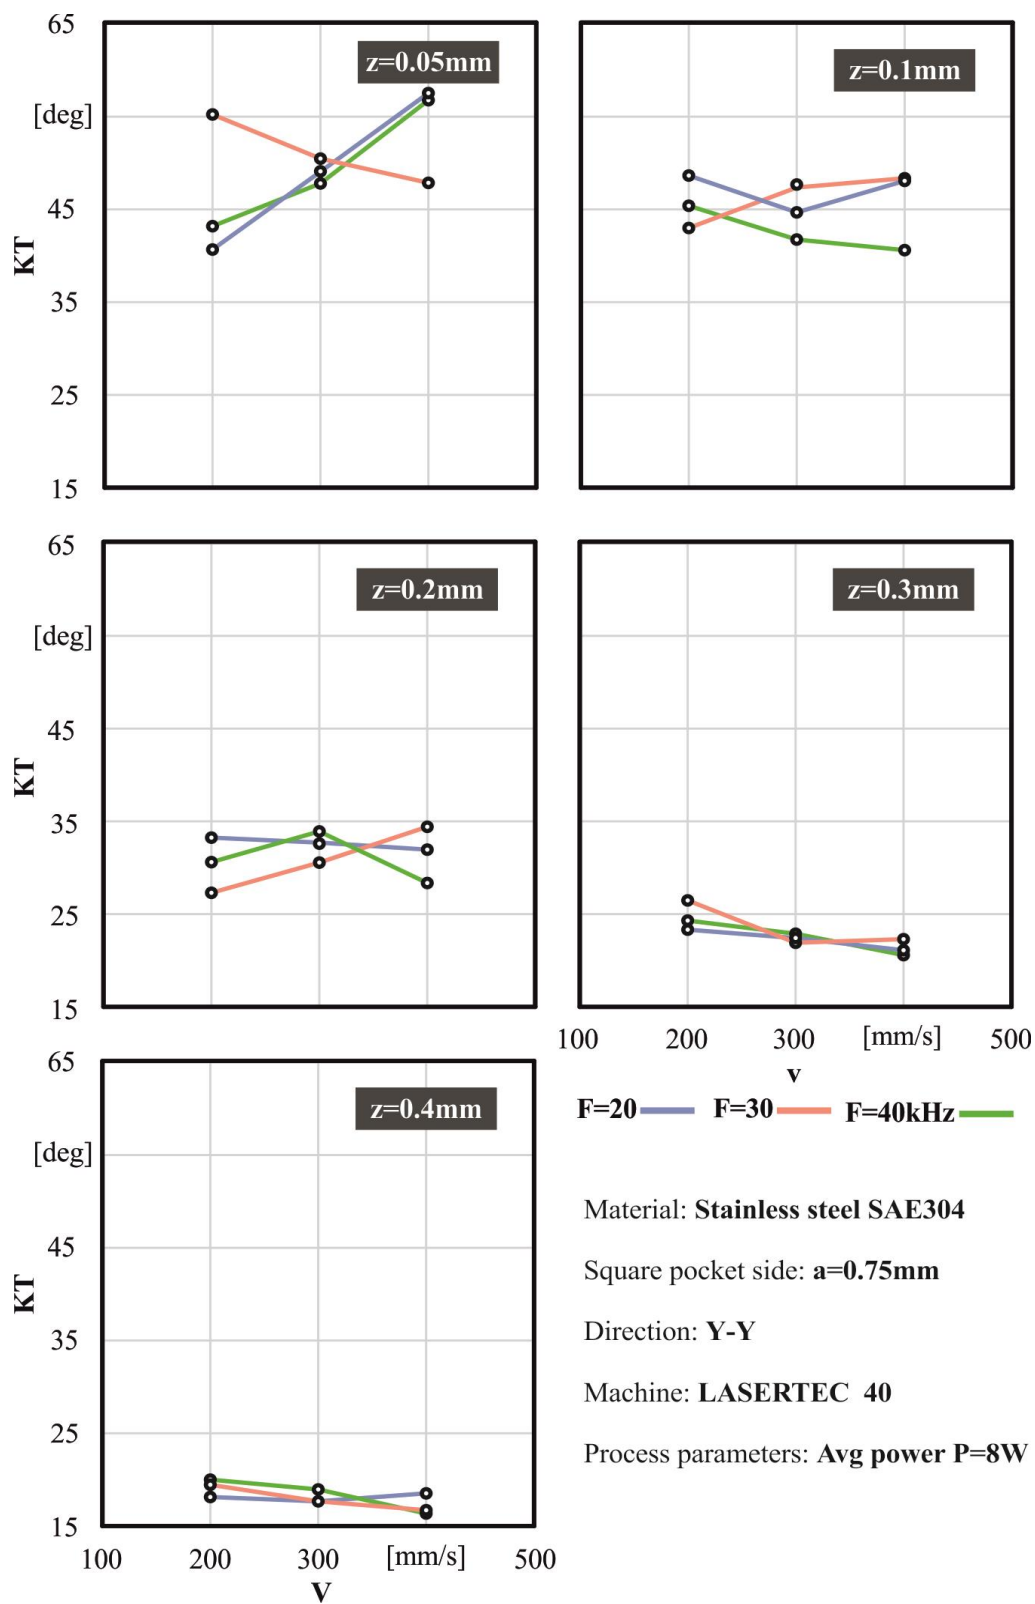 65
z=0.05mm
z=0.1mm
[deg]
45
KT
35
25
15
65
z=0.2mm
z=0.3mm
[deg]
45
KT
35
25
15
100 200 300 [mm/s] 500
v
65
z=0.4mm
F=20 F=30 F=40kHz
[deg]
45
KT
35
25
15
100 200 300 [mm/s] 500
V
Material: Stainless steel SAE304
Square pocket side: a=0.75mm
Direction: Y-Y
Machine: LASERTEC 40
Process parameters: Avg power P=8W